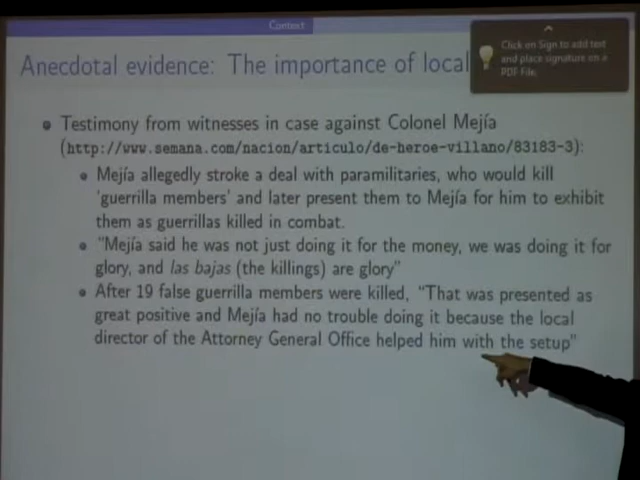 Context
Anecdotal evidence: The importance of local
Click on Sign to add text
and place signature on a
PDF File.
Testimony from witnesses in case against Colonel Mejía
(http://www.semana.com/nacion/articulo/de-heroe-villano/83183-3):
Mejía allegedly stroke a deal with paramilitaries, who would kill
'guerrilla members' and later present them to Mejía for him to exhibit
them as guerrillas killed in combat.
"Mejía said he was not just doing it for the money, we was doing it for
glory, and las bajas (the killings) are glory"
After 19 false guerrilla members were killed, "That was presented as
great positive and Mejía had no trouble doing it because the local
director of the Attorney General Office helped him with the setup"